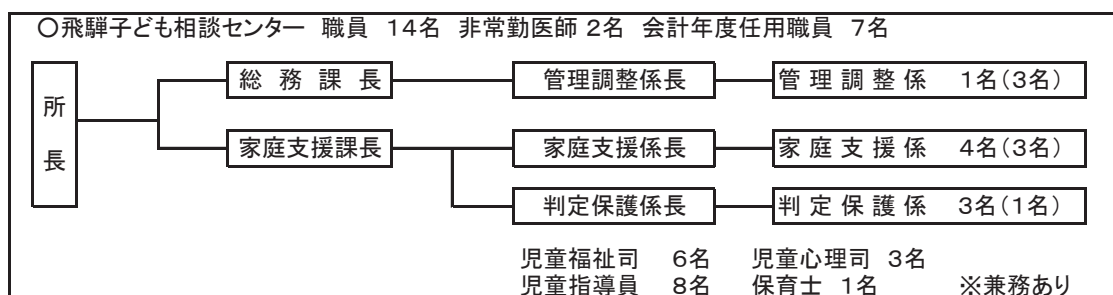 ○飛騨子ども相談センター 職員 14名 非常勤医師 2名 会計年度任用職員 7名
所長
総務課長 管理調整係長 管理調整係 1名(3名)
家庭支援課長 家庭支援係長 家庭支援係 4名(3名)
判定保護係長 判定保護係 3名(1名)
児童福祉司 6名 児童心理司 3名
児童指導員 8名 保育士 1名 ※兼務あり